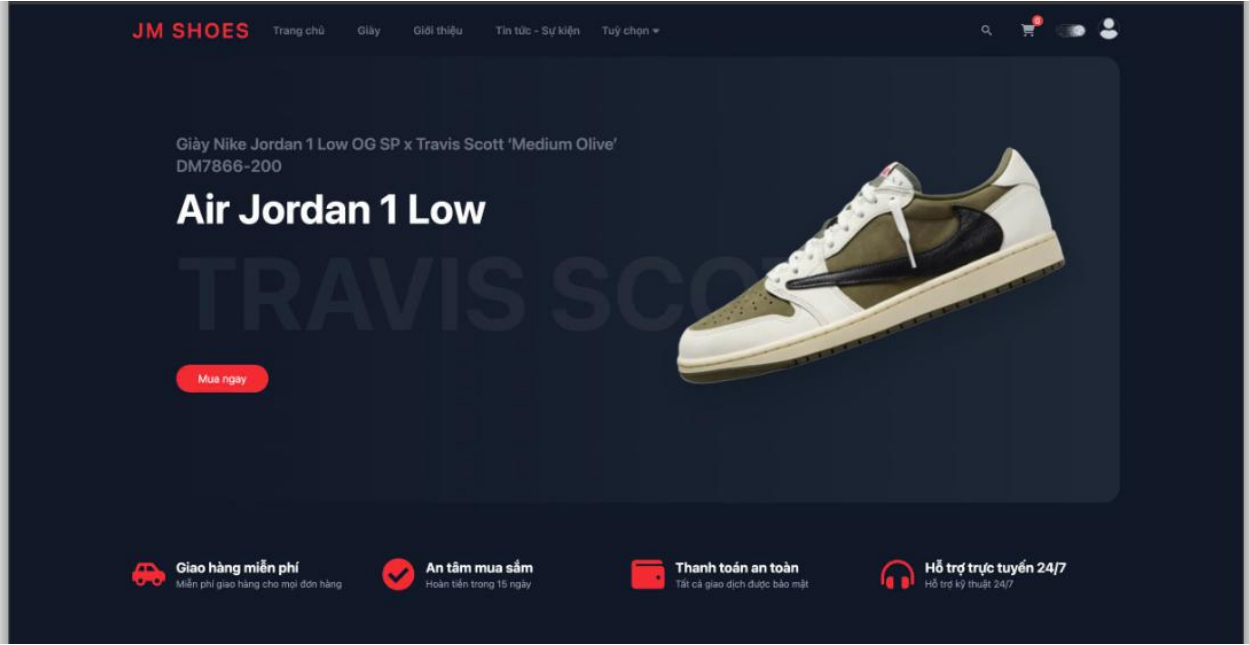 JM SHOES Trang chủ Giày Giới thiệu Tin tức - Sự kiện Tuỳ chọn 0
Giày Nike Jordan 1 Low OG SP x Travis Scott ‘Medium Olive’
DM7866-200
Air Jordan 1 Low
TRAVIS SCOTT
Mua ngay
Giao hàng miễn phí An tâm mua sắm Thanh toán an toàn Hỗ trợ trực tuyến 24/7
Miễn phí giao hàng cho mọi đơn hàng Hoàn tiền trong 15 ngày Tất cả giao dịch được bảo mật Hỗ trợ kỹ thuật 24/7